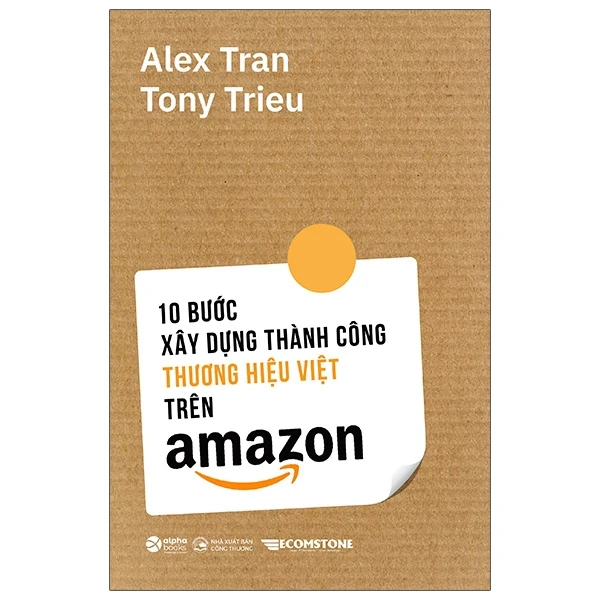 Alex Tran
Tony Trieu
10 BƯỚC
XÂY DỰNG THÀNH CÔNG
THƯƠNG HIỆU VIỆT
TRÊN
amazon
alpha
books
NHÀ XUẤT BẢN
CÔNG THƯƠNG
ECOMSTONE